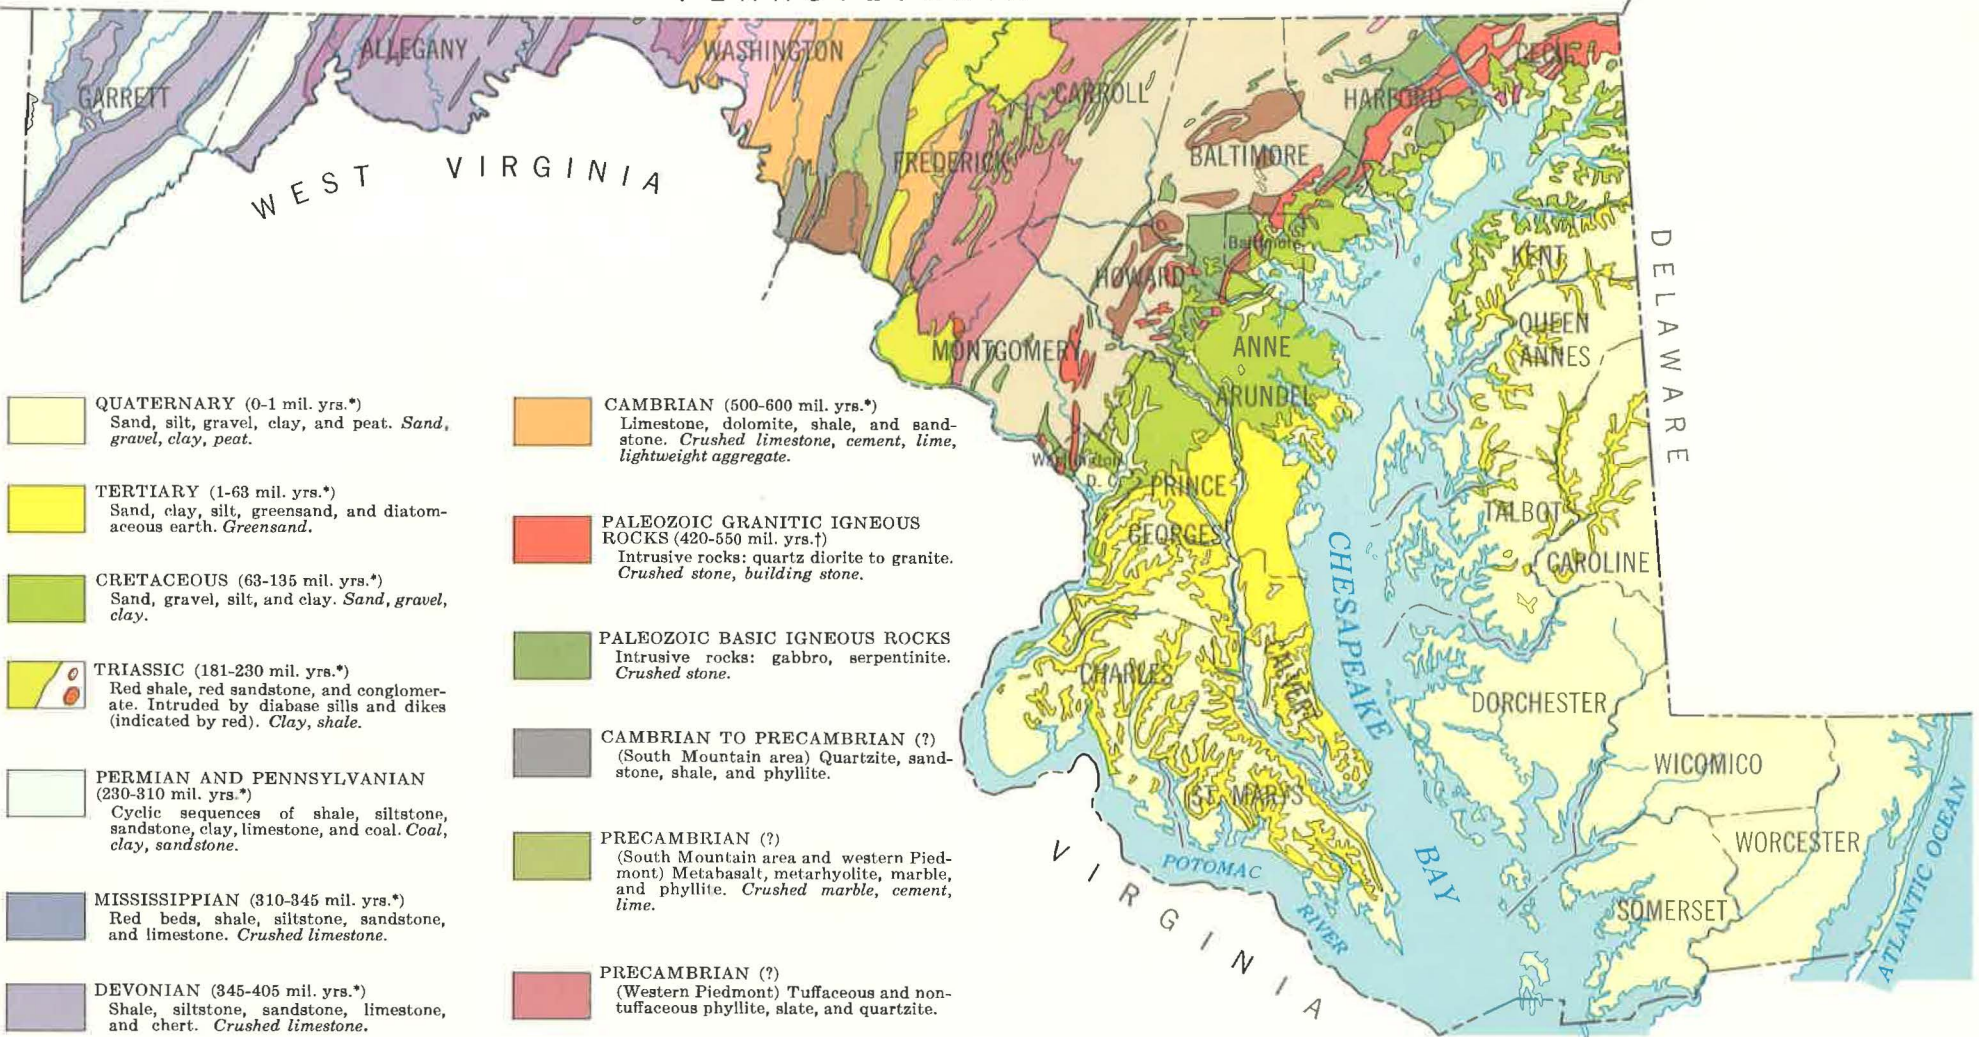 ALLEGANY
WASHINGTON
CECIL
GARRETT
CARROLL
HARFORD
WEST VIRGINIA
FREDERICK
BALTIMORE
Baltimore
DELAWARE
KENT
HOWARD
QUEEN
ANNES
MONTGOMERY
ANNE
ARUNDEL
Washington
D. C.
PRINCE
GEORGES
TALBOT
CAROLINE
CHESAPEAKE
BAY
CHARLES
CALVERT
DORCHESTER
WICOMICO
ST. MARYS
WORCESTER
POTOMAC
RIVER
VIRGINIA
SOMERSET
ATLANTIC OCEAN
QUATERNARY (0-1 mil. yrs.*)
Sand, silt, gravel, clay, and peat. Sand,
gravel, clay, peat.
TERTIARY (1-63 mil. yrs.*)
Sand, clay, silt, greensand, and diatom-
aceous earth. Greensand.
CRETACEOUS (63-135 mil. yrs.*)
Sand, gravel, silt, and clay. Sand, gravel,
clay.
TRIASSIC (181-230 mil. yrs.*)
Red shale, red sandstone, and conglomer-
ate. Intruded by diabase sills and dikes
(indicated by red). Clay, shale.
PERMIAN AND PENNSYLVANIAN
(230-310 mil. yrs.*)
Cyclic sequences of shale, siltstone,
sandstone, clay, limestone, and coal. Coal,
clay, sandstone.
MISSISSIPPIAN (310-345 mil. yrs.*)
Red beds, shale, siltstone, sandstone,
and limestone. Crushed limestone.
DEVONIAN (345-405 mil. yrs.*)
Shale, siltstone, sandstone, limestone,
and chert. Crushed limestone.
CAMBRIAN (500-600 mil. yrs.*)
Limestone, dolomite, shale, and sand-
stone. Crushed limestone, cement, lime,
lightweight aggregate.
PALEOZOIC GRANITIC IGNEOUS
ROCKS (420-550 mil. yrs.†)
Intrusive rocks: quartz diorite to granite.
Crushed stone, building stone.
PALEOZOIC BASIC IGNEOUS ROCKS
Intrusive rocks: gabbro, serpentinite.
Crushed stone.
CAMBRIAN TO PRECAMBRIAN (?)
(South Mountain area) Quartzite, sand-
stone, shale, and phyllite.
PRECAMBRIAN (?)
(South Mountain area and western Pied-
mont) Metabasalt, metarhyolite, marble,
and phyllite. Crushed marble, cement,
lime.
PRECAMBRIAN (?)
(Western Piedmont) Tuffaceous and non-
tuffaceous phyllite, slate, and quartzite.